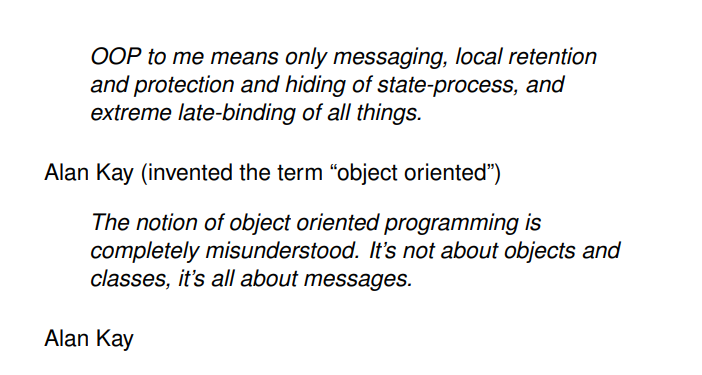 OOP to me means only messaging, local retention
and protection and hiding of state-process, and
extreme late-binding of all things.
Alan Kay (invented the term “object oriented”)
The notion of object oriented programming is
completely misunderstood. It’s not about objects and
classes, it’s all about messages.
Alan Kay